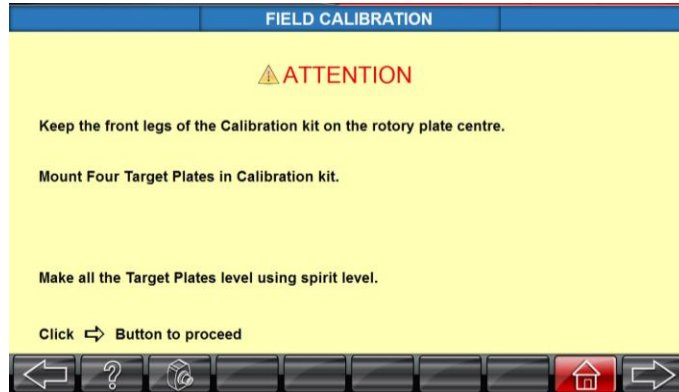 FIELD CALIBRATION
ATTENTION
Keep the front legs of the Calibration kit on the rotory plate centre.
Mount Four Target Plates in Calibration kit.
Make all the Target Plates level using spirit level.
Click ⇨ Button to proceed
?